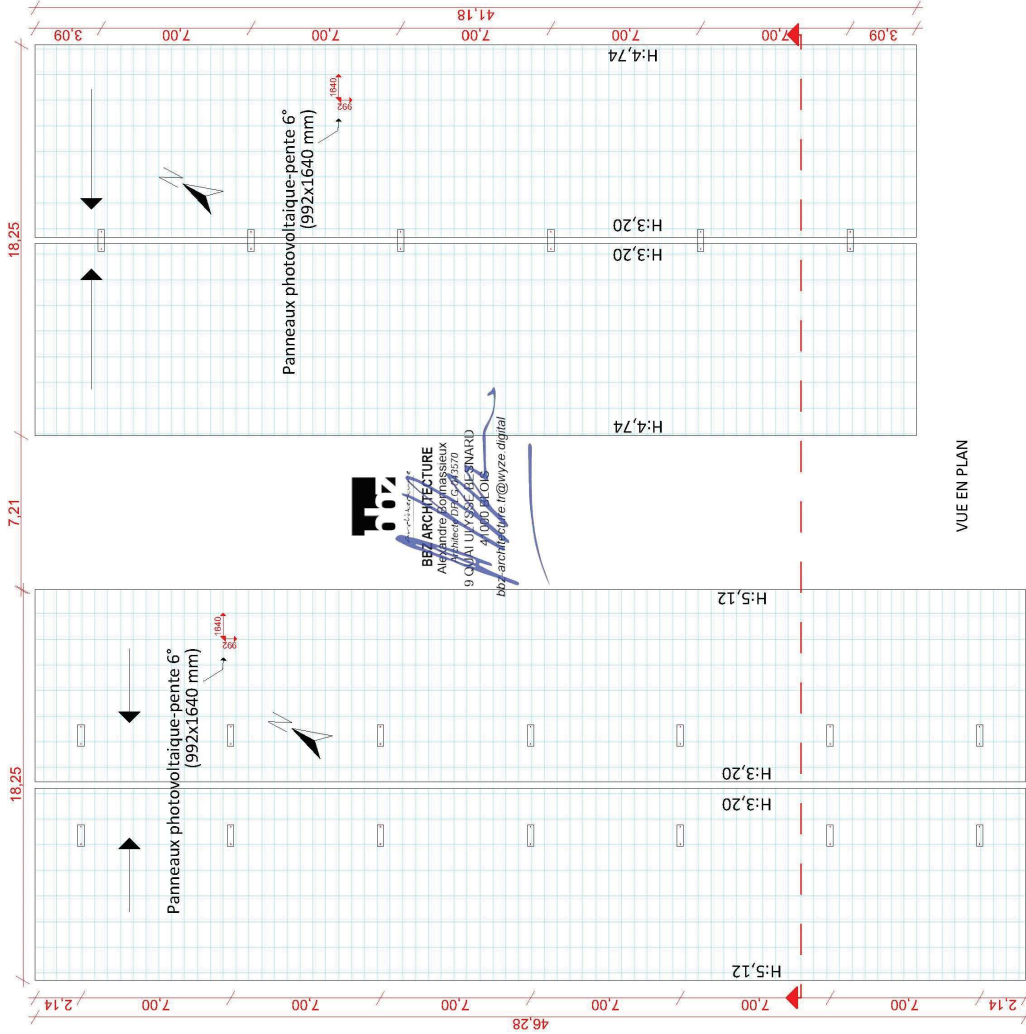 41,18
3,09
7,00
7,00
7,00
7,00
7,00
3,09
18,25
H:4,74
1640
992
Panneaux photovoltaique-pente 6°
(992x1640 mm)
N
H:3,20
H:3,20
H:4,74
7,21
bbz
BBZ ARCHITECTURE
Alexandre Bonnassieux
9 QUAI ULYSSE BESNARD
41000 BLOIS
bbz-architecture.fr@wyze.digital
VUE EN PLAN
18,25
H:5,12
1640
992
Panneaux photovoltaique-pente 6°
(992x1640 mm)
N
H:3,20
H:3,20
H:5,12
2,14
7,00
7,00
7,00
7,00
7,00
7,00
2,14
46,28